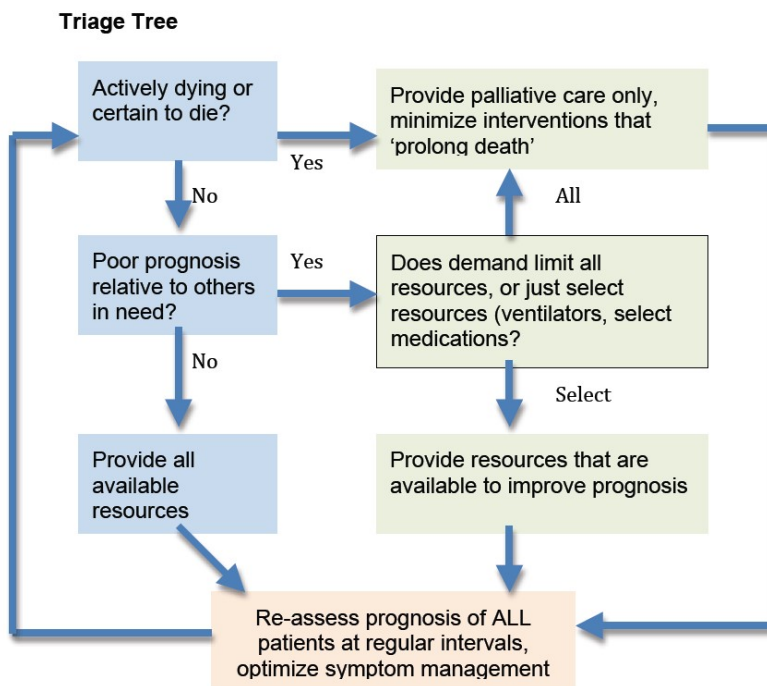 Triage Tree
Actively dying or
certain to die?
Yes
Provide palliative care only,
minimize interventions that
‘prolong death’
No
All
Poor prognosis
relative to others
in need?
Yes
Does demand limit all
resources, or just select
resources (ventilators, select
medications?
No
Select
Provide all
available
resources
Provide resources that are
available to improve prognosis
Re-assess prognosis of ALL
patients at regular intervals,
optimize symptom management